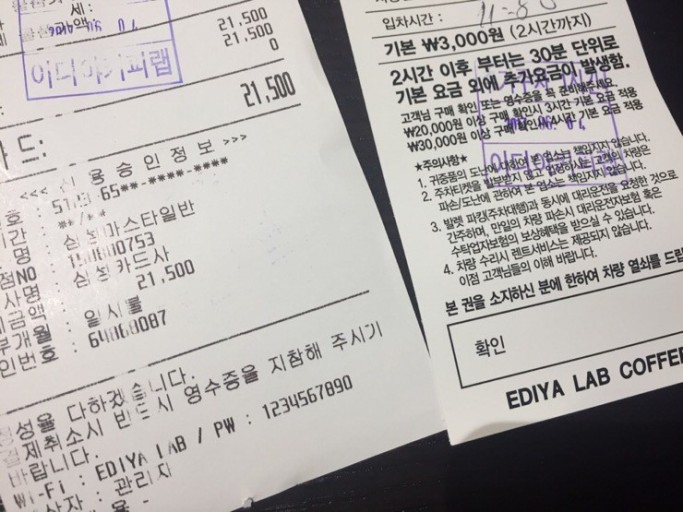 세:
금액:
21,500
21,500
0
이디야커피랩
카드:
21,500
<<< 신용승인정보 >>>
호 : 5793-65**-****-****
기간 : **/**
명 : 삼성마스타일반
점NO : 150000753
사명 : 삼성카드사
금액 : 21,500
부개월 : 일시불
인번호 : 64068087
정성을 다하겠습니다.
결제취소시 반드시 영수증을 지참해 주시기
바랍니다.
Wi-Fi : EDIYA LAB / PW : 1234567890
상자 : 관리자
입차시간 :
기본 ₩3,000원 (2시간까지)
2시간 이후 부터는 30분 단위로
기본 요금 외에 추가요금이 발생함.
고객님 구매 확인 또는 영수증을 꼭 준비해주세요.
₩20,000원 이상 구매 확인시 3시간 기본 요금 적용
₩30,000원 이상 구매 확인시 4시간 기본 요금 적용
★주의사항★
1. 귀중품의 도난에 대하여 본 업소는 책임지지 않습니다.
2. 주차티켓을 발부받지 않고 입장하시는 고객의 차량은
파손/도난에 관하여 본 업소는 책임지지 않습니다.
3. 발렛 파킹(주차대행)과 동시에 대리운전을 요청한 것으로
간주하며, 만일의 차량 파손시 대리운전자보험 혹은
수탁업자보험의 보상혜택을 받으실 수 있습니다.
4. 차량 수리시 렌트서비스는 제공되지 않습니다.
이점 고객님들의 이해 바랍니다.
본 권을 소지하신 분에 한하여 차량 열쇠를 드립
확인
EDIYA LAB COFFEE